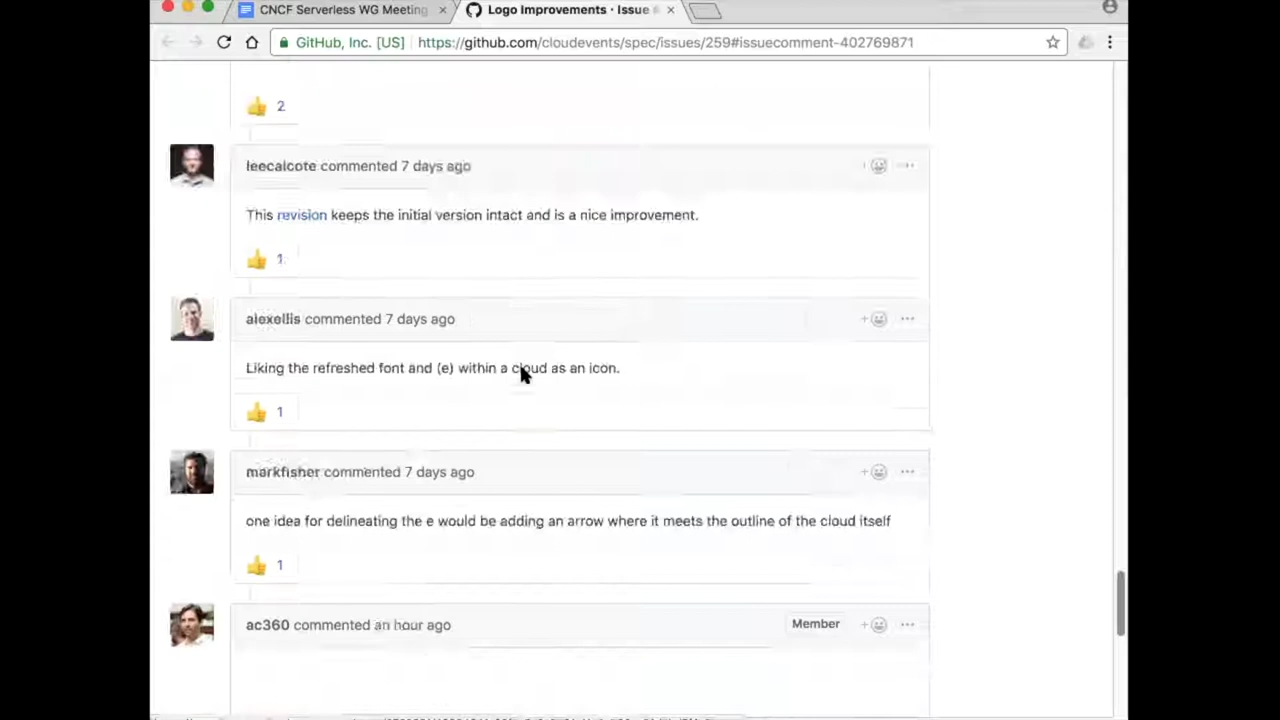 CNCF Serverless WG Meeting
Logo Improvements · Issue
GitHub, Inc. [US]
https://github.com/cloudevents/spec/issues/259#issuecomment-402769871
2
leecalcote commented 7 days ago
This revision keeps the initial version intact and is a nice improvement.
1
alexellis commented 7 days ago
Liking the refreshed font and (e) within a cloud as an icon.
1
markfisher commented 7 days ago
one idea for delineating the e would be adding an arrow where it meets the outline of the cloud itself
1
ac360 commented an hour ago
Member